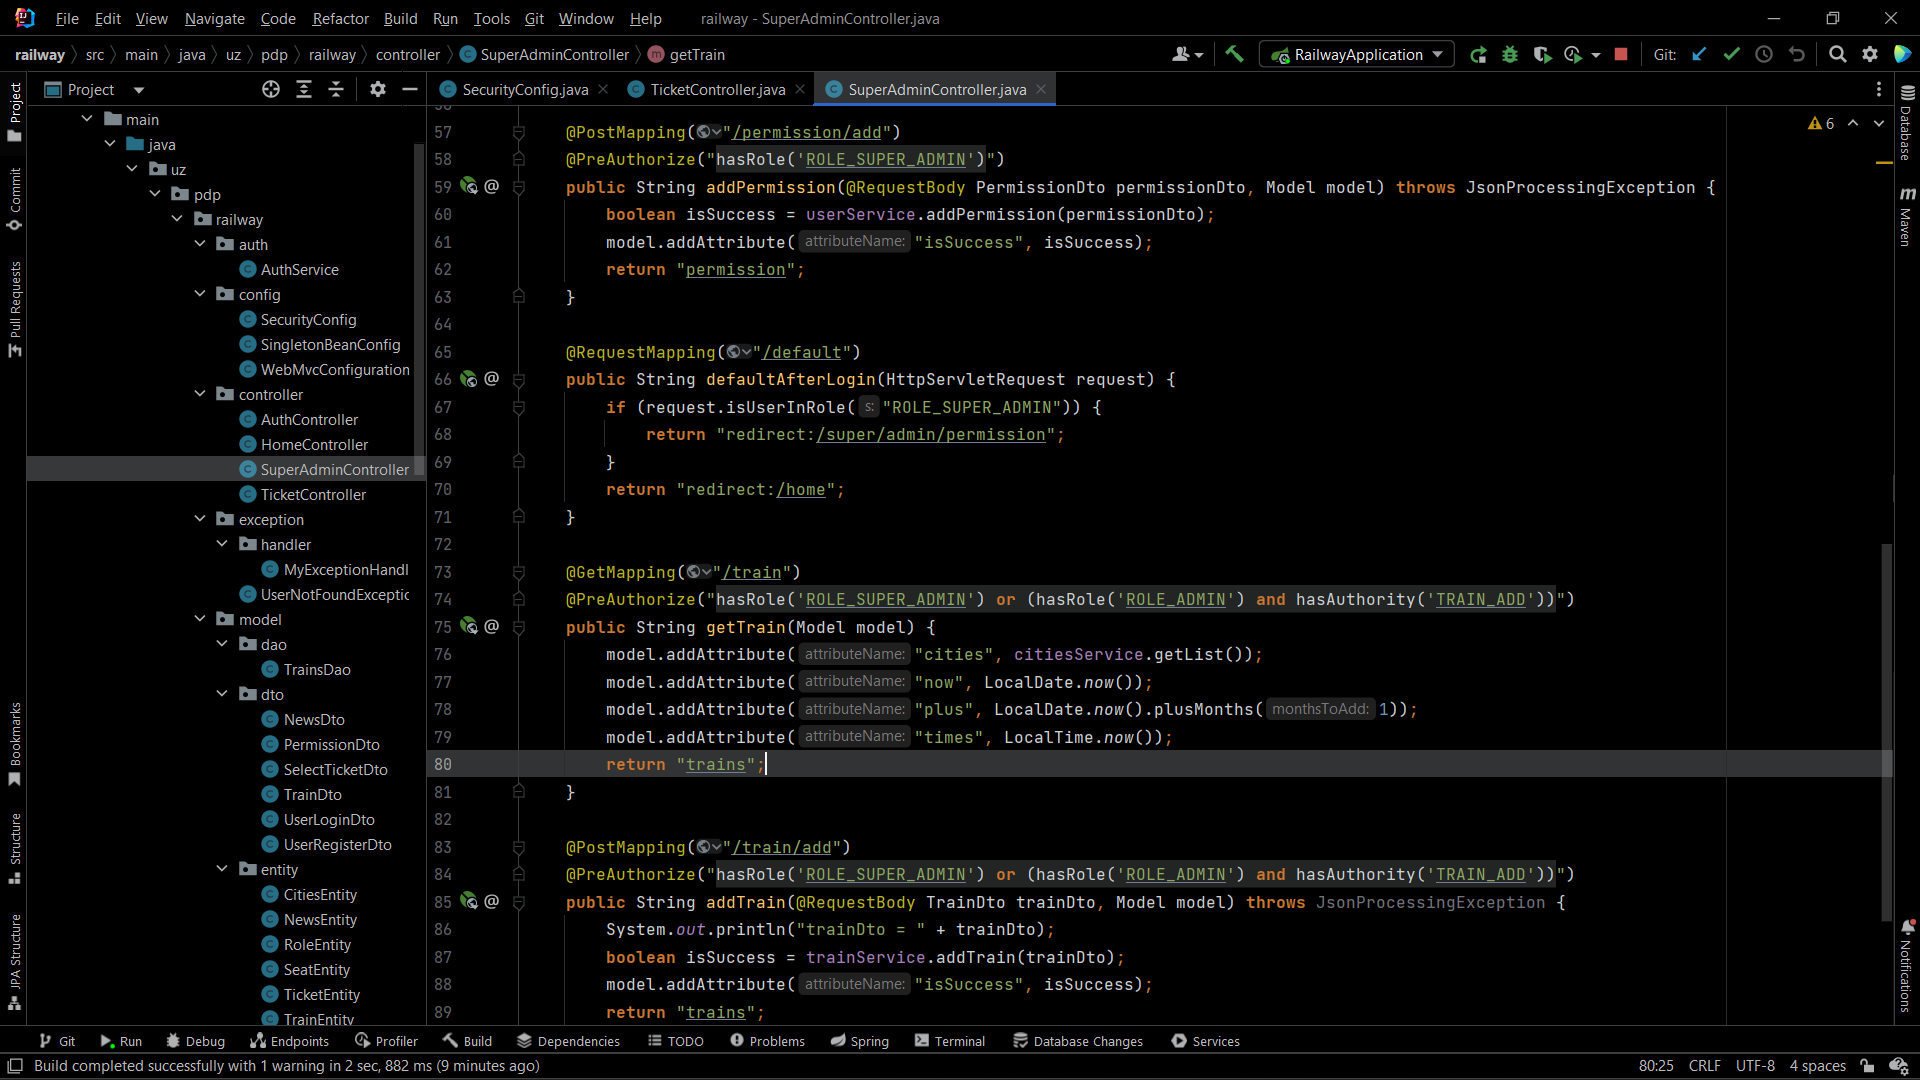 File Edit View Navigate Code Refactor Build Run Tools Git Window Help railway - SuperAdminController.java
railway src main java uz pdp railway controller SuperAdminController getTrain RailwayApplication Git:
Project
SecurityConfig.java TicketController.java SuperAdminController.java
Project
Commit
Pull Requests
Bookmarks
Structure
JPA Structure
main
java
uz
pdp
railway
auth
AuthService
config
SecurityConfig
SingletonBeanConfig
WebMvcConfiguration
controller
AuthController
HomeController
SuperAdminController
TicketController
exception
handler
MyExceptionHandl
UserNotFoundExceptic
model
dao
TrainsDao
dto
NewsDto
PermissionDto
SelectTicketDto
TrainDto
UserLoginDto
UserRegisterDto
entity
CitiesEntity
NewsEntity
RoleEntity
SeatEntity
TicketEntity
TrainEntity
6
57 @PostMapping("/permission/add")
58 @PreAuthorize("hasRole('ROLE_SUPER_ADMIN')")
59 @ public String addPermission(@RequestBody PermissionDto permissionDto, Model model) throws JsonProcessingException {
60 boolean isSuccess = userService.addPermission(permissionDto);
61 model.addAttribute( attributeName: "isSuccess", isSuccess);
62 return "permission";
63 }
64
65 @RequestMapping("/default")
66 @ public String defaultAfterLogin(HttpServletRequest request) {
67 if (request.isUserInRole( s: "ROLE_SUPER_ADMIN")) {
68 return "redirect:/super/admin/permission";
69 }
70 return "redirect:/home";
71 }
72
73 @GetMapping("/train")
74 @PreAuthorize("hasRole('ROLE_SUPER_ADMIN') or (hasRole('ROLE_ADMIN') and hasAuthority('TRAIN_ADD'))")
75 @ public String getTrain(Model model) {
76 model.addAttribute( attributeName: "cities", citiesService.getList());
77 model.addAttribute( attributeName: "now", LocalDate.now());
78 model.addAttribute( attributeName: "plus", LocalDate.now().plusMonths( monthsToAdd: 1));
79 model.addAttribute( attributeName: "times", LocalTime.now());
80 return "trains";
81 }
82
83 @PostMapping("/train/add")
84 @PreAuthorize("hasRole('ROLE_SUPER_ADMIN') or (hasRole('ROLE_ADMIN') and hasAuthority('TRAIN_ADD'))")
85 @ public String addTrain(@RequestBody TrainDto trainDto, Model model) throws JsonProcessingException {
86 System.out.println("trainDto = " + trainDto);
87 boolean isSuccess = trainService.addTrain(trainDto);
88 model.addAttribute( attributeName: "isSuccess", isSuccess);
89 return "trains";
Database
Maven
Notifications
Git Run Debug Endpoints Profiler Build Dependencies TODO Problems Spring Terminal Database Changes Services
Build completed successfully with 1 warning in 2 sec, 882 ms (9 minutes ago) 80:25 CRLF UTF-8 4 spaces